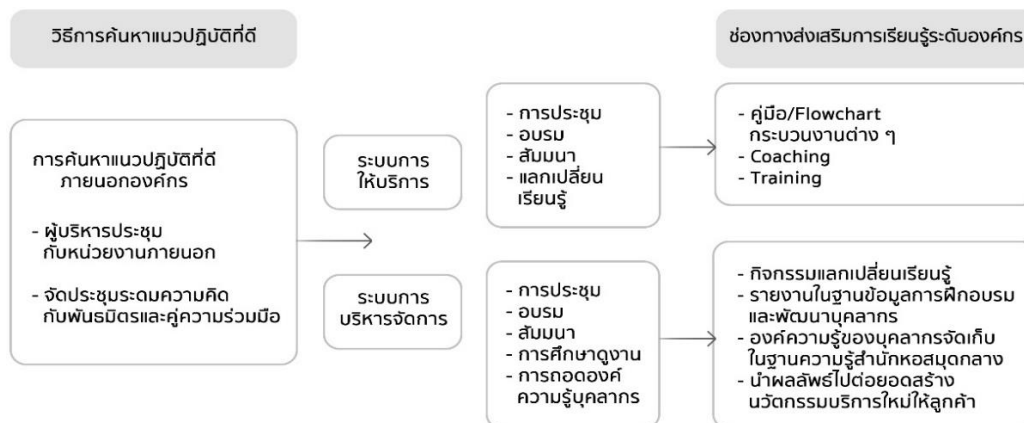 วิธีการค้นหาแนวปฏิบัติที่ดี
ช่องทางส่งเสริมการเรียนรู้ระดับองค์กร
การค้นหาแนวปฏิบัติที่ดี
ภายนอกองค์กร
- ผู้บริหารประชุม
กับหน่วยงานภายนอก
- จัดประชุมระดมความคิด
กับพันธมิตรและคู่ความร่วมมือ
ระบบการ
ให้บริการ
- การประชุม
- อบรม
- สัมมนา
- แลกเปลี่ยน
เรียนรู้
- คู่มือ/Flowchart
กระบวนงานต่าง ๆ
- Coaching
- Training
ระบบการ
บริหารจัดการ
- การประชุม
- อบรม
- สัมมนา
- การศึกษาดูงาน
- การถอดองค์
ความรู้บุคลากร
- กิจกรรมแลกเปลี่ยนเรียนรู้
- รายงานในฐานข้อมูลการฝึกอบรม
และพัฒนาบุคลากร
- องค์ความรู้ของบุคลากรจัดเก็บ
ในฐานความรู้สำนักหอสมุดกลาง
- นำผลลัพธ์ไปต่อยอดสร้าง
นวัตกรรมบริการใหม่ให้ลูกค้า